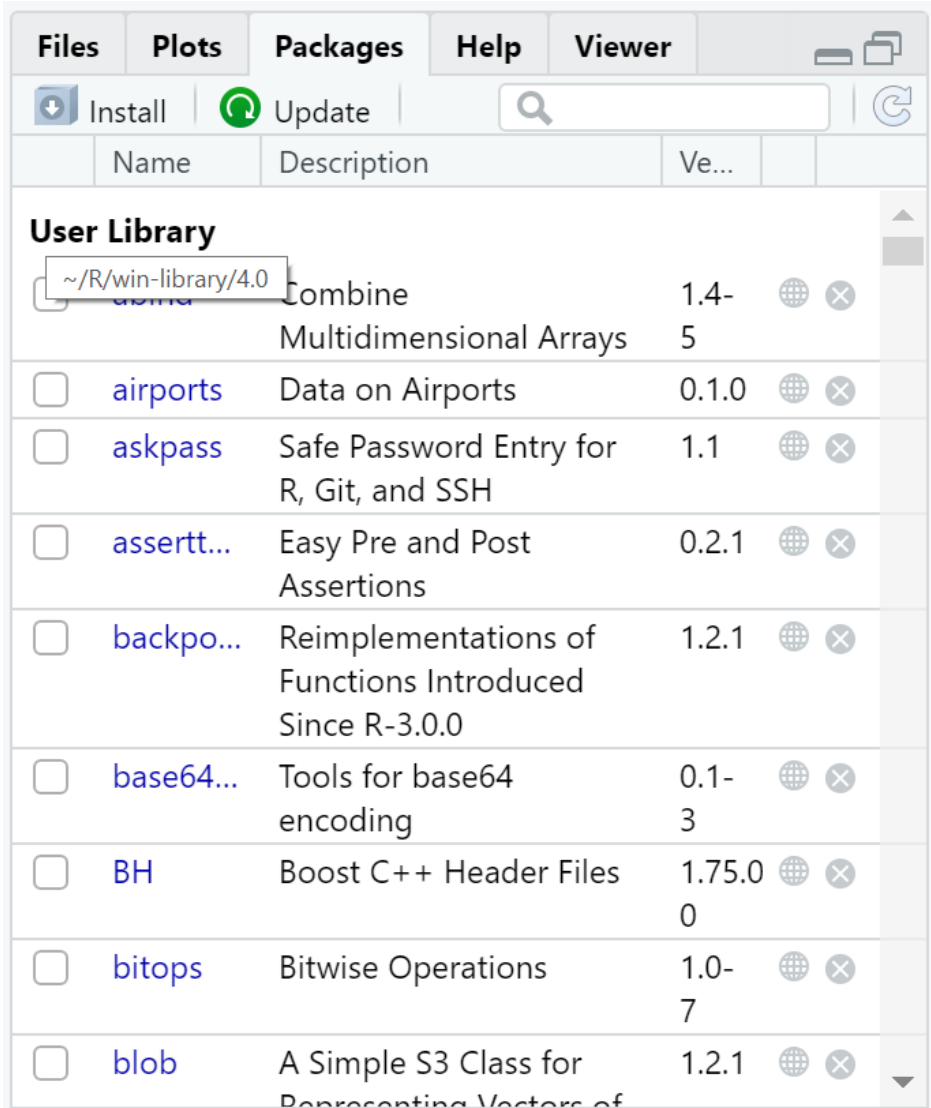 Files Plots Packages Help Viewer
Install Update
Name Description Ve...
User Library
~/R/win-library/4.0
abind Combine 1.4-
Multidimensional Arrays 5
airports Data on Airports 0.1.0
askpass Safe Password Entry for 1.1
R, Git, and SSH
assertt... Easy Pre and Post 0.2.1
Assertions
backpo... Reimplementations of 1.2.1
Functions Introduced
Since R-3.0.0
base64... Tools for base64 0.1-
encoding 3
BH Boost C++ Header Files 1.75.0
0
bitops Bitwise Operations 1.0-
7
blob A Simple S3 Class for 1.2.1
Representing Vectors of